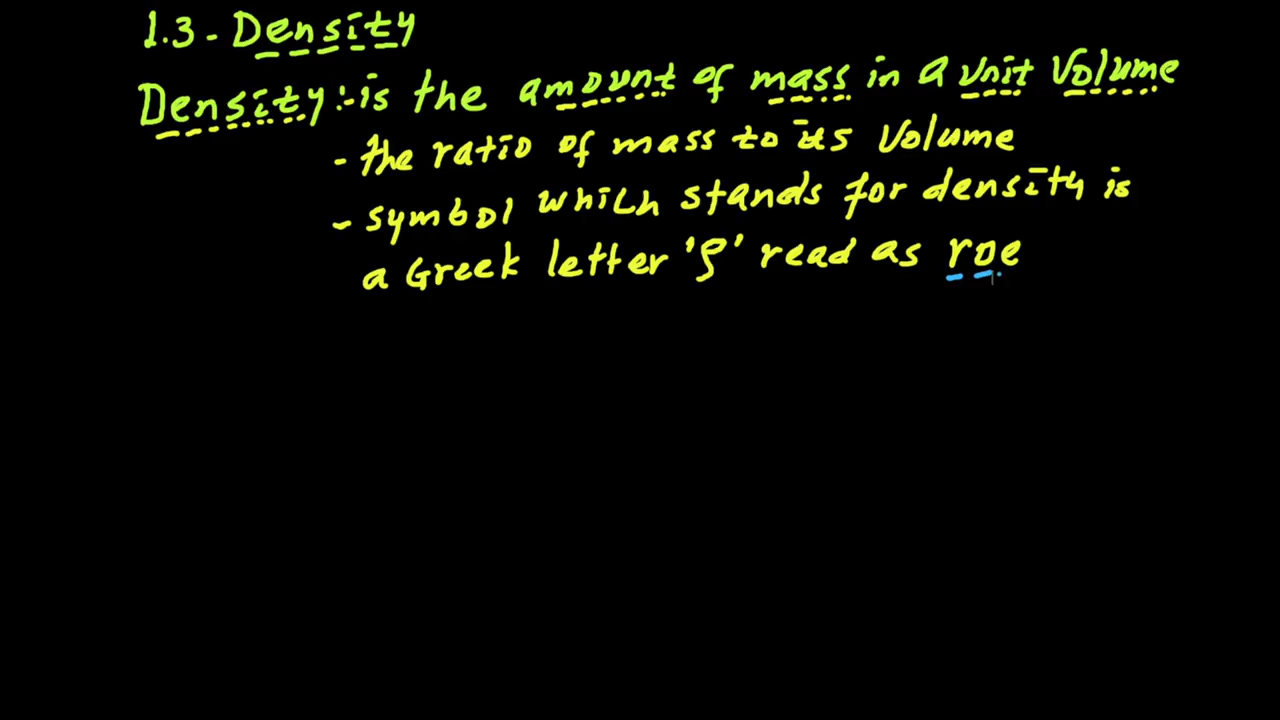 1.3 - Density
Density :- is the amount of mass in a unit volume
- the ratio of mass to its volume
- symbol which stands for density is
a Greek letter 'ρ' read as roe